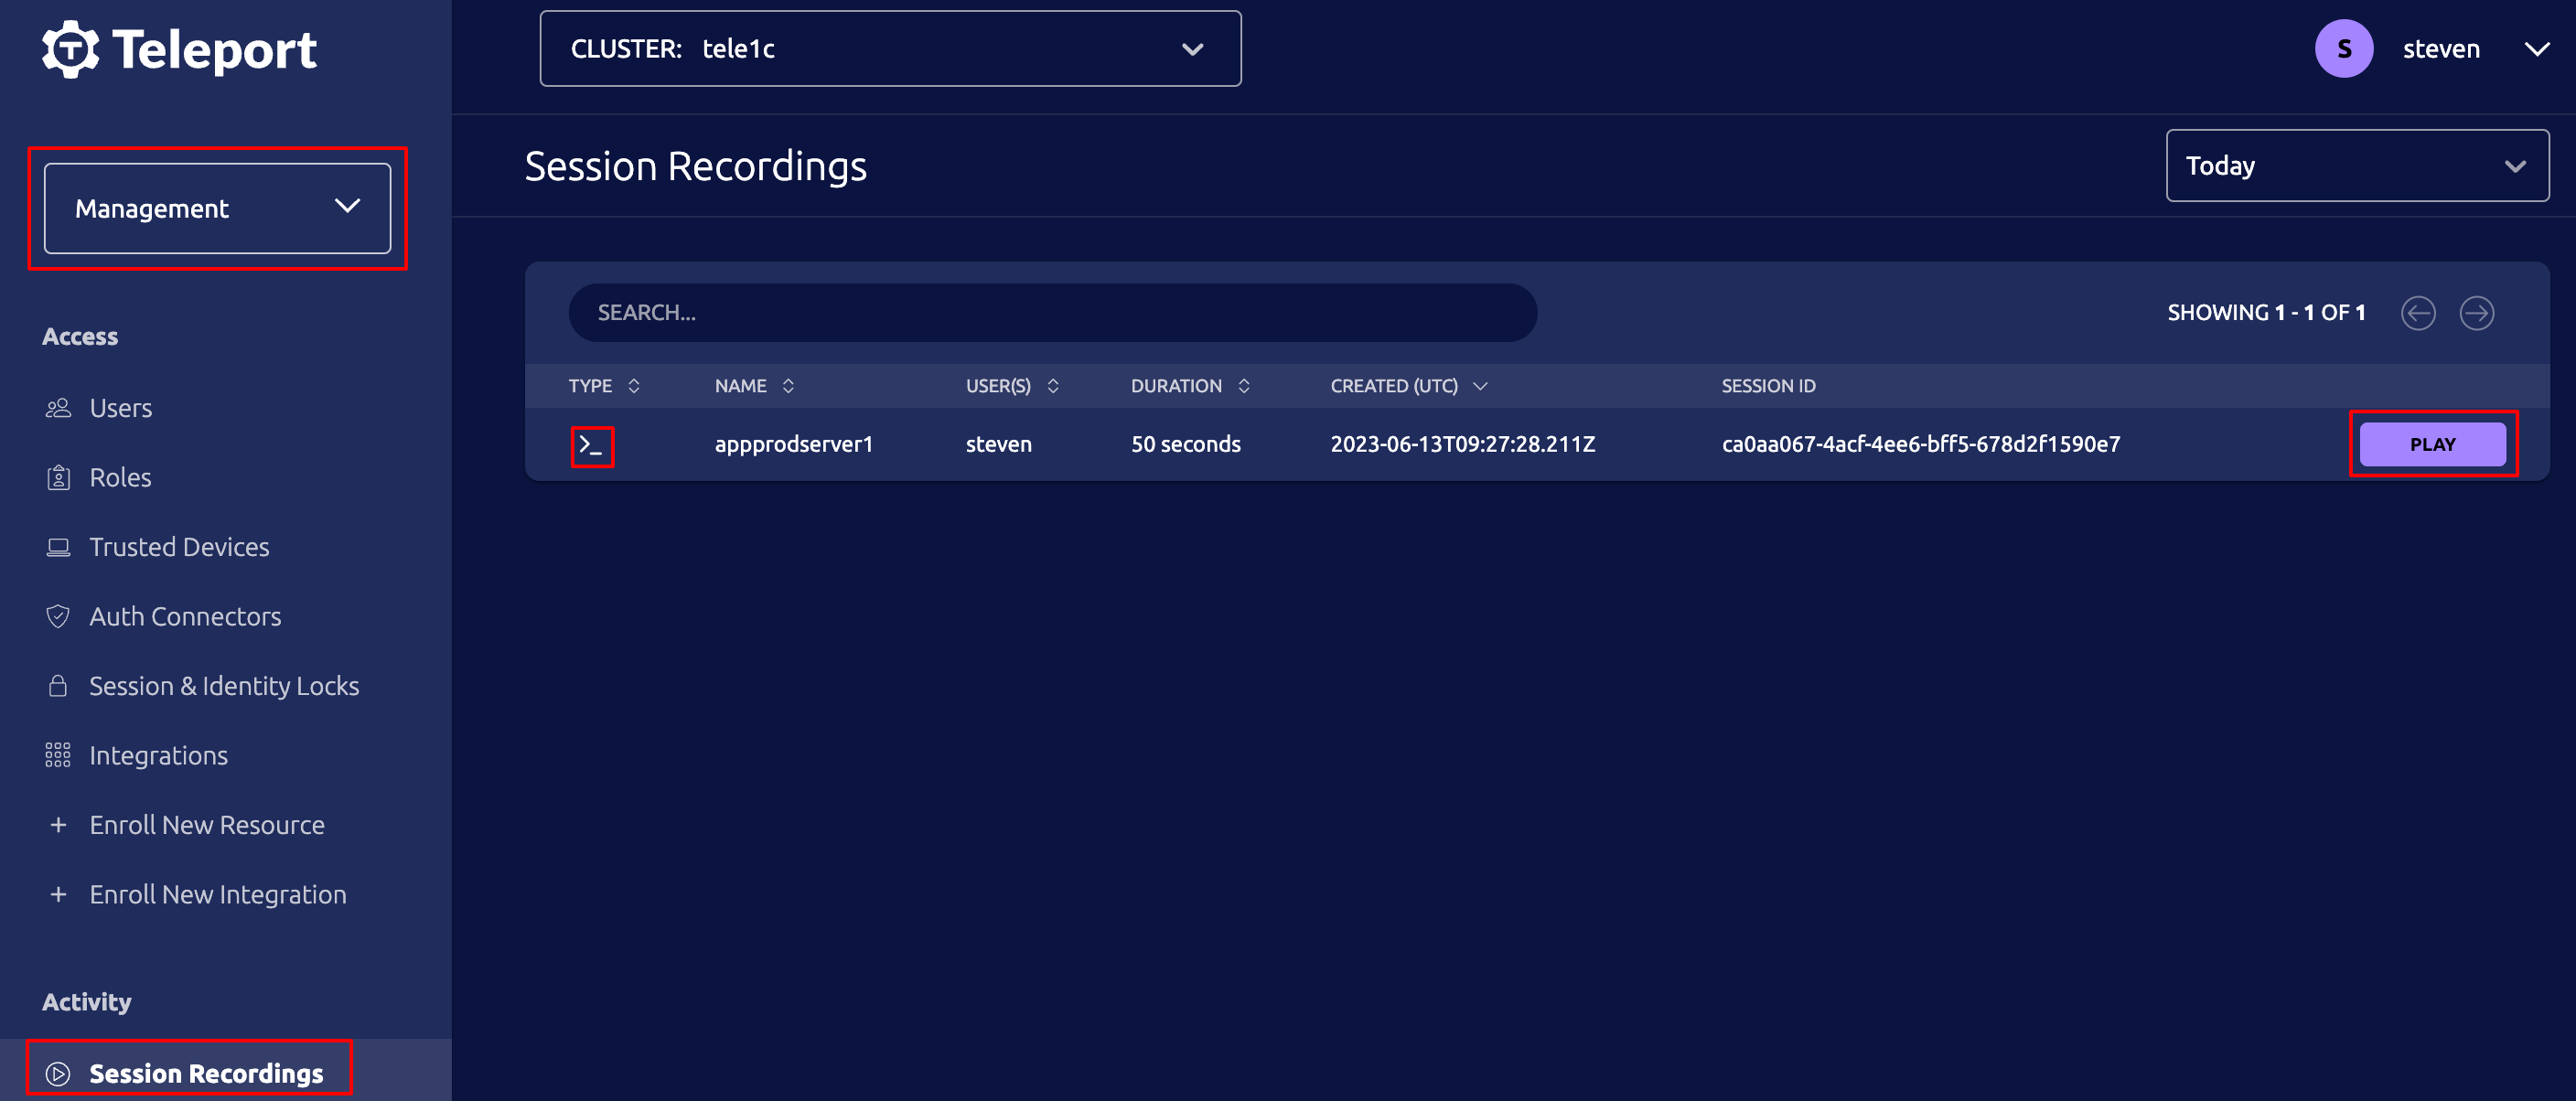 Teleport
CLUSTER: tele1c
S
steven
Management
Session Recordings
Today
SEARCH...
SHOWING 1 - 1 OF 1
TYPE NAME USER(S) DURATION CREATED (UTC) SESSION ID
>_ appprodserver1 steven 50 seconds 2023-06-13T09:27:28.211Z ca0aa067-4acf-4ee6-bff5-678d2f1590e7 PLAY
Access
Users
Roles
Trusted Devices
Auth Connectors
Session & Identity Locks
Integrations
+ Enroll New Resource
+ Enroll New Integration
Activity
Session Recordings